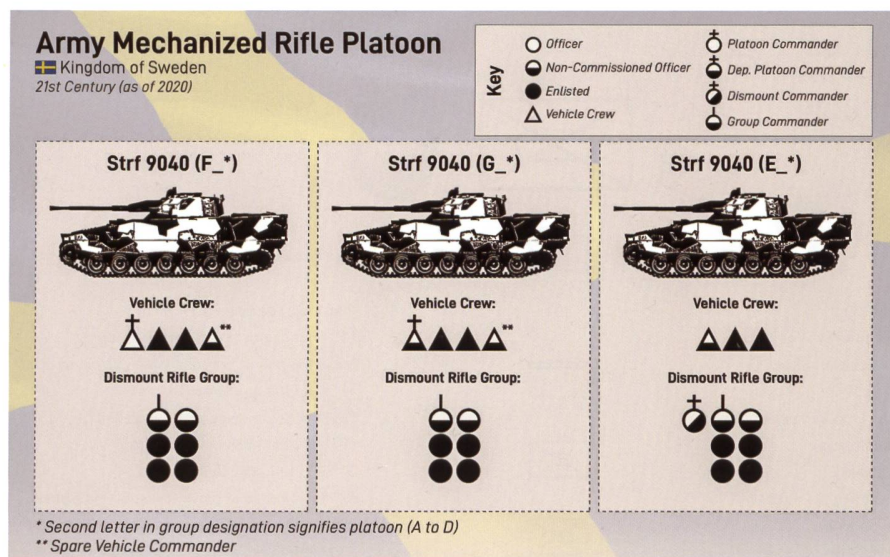 Army Mechanized Rifle Platoon
Kingdom of Sweden
21st Century (as of 2020)
Key
Officer
Non-Commissioned Officer
Enlisted
Vehicle Crew
Platoon Commander
Dep. Platoon Commander
Dismount Commander
Group Commander
Strf 9040 (F_*)
Vehicle Crew:
**
Dismount Rifle Group:
Strf 9040 (G_*)
Vehicle Crew:
**
Dismount Rifle Group:
Strf 9040 (E_*)
Vehicle Crew:
Dismount Rifle Group:
* Second letter in group designation signifies platoon (A to D)
** Spare Vehicle Commander